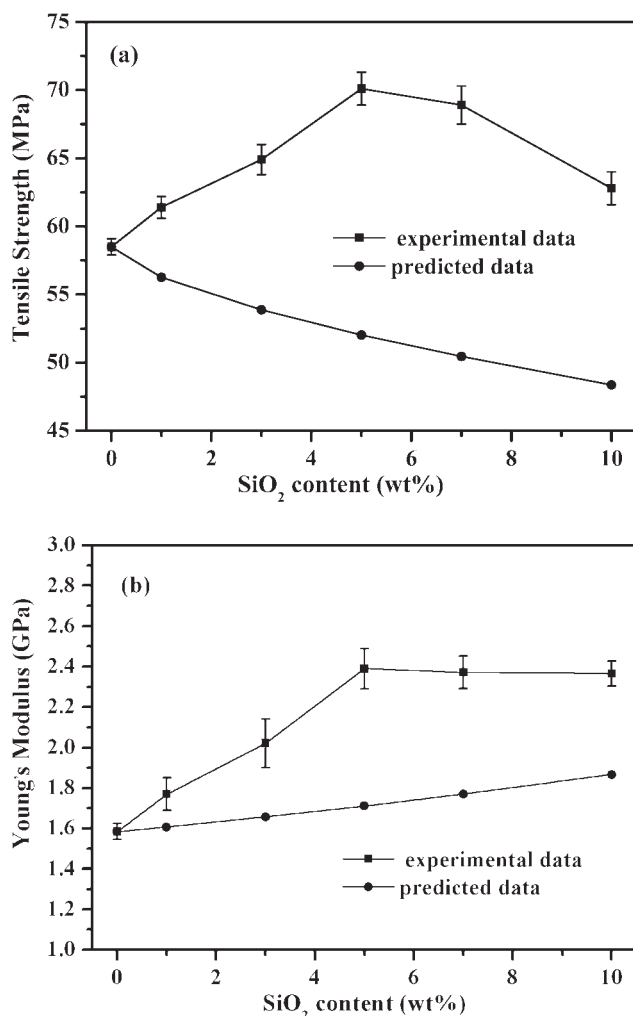 75
(a)
70
65
60
55
50
45
Tensile Strength (MPa)
experimental data
predicted data
0 2 4 6 8 10
SiO₂ content (wt%)
3.0
(b)
2.8
2.6
2.4
2.2
2.0
1.8
1.6
1.4
1.2
1.0
Young's Modulus (GPa)
experimental data
predicted data
0 2 4 6 8 10
SiO₂ content (wt%)